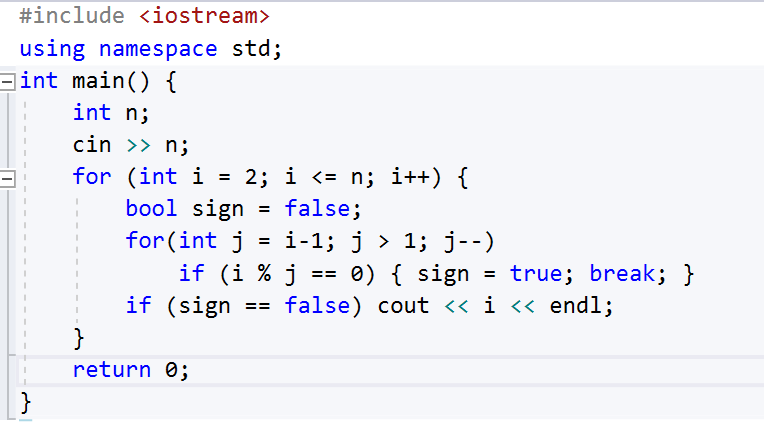 #include <iostream>
using namespace std;
int main() {
    int n;
    cin >> n;
    for (int i = 2; i <= n; i++) {
        bool sign = false;
        for(int j = i-1; j > 1; j--)
            if (i % j == 0) { sign = true; break; }
        if (sign == false) cout << i << endl;
    }
    return 0;
}